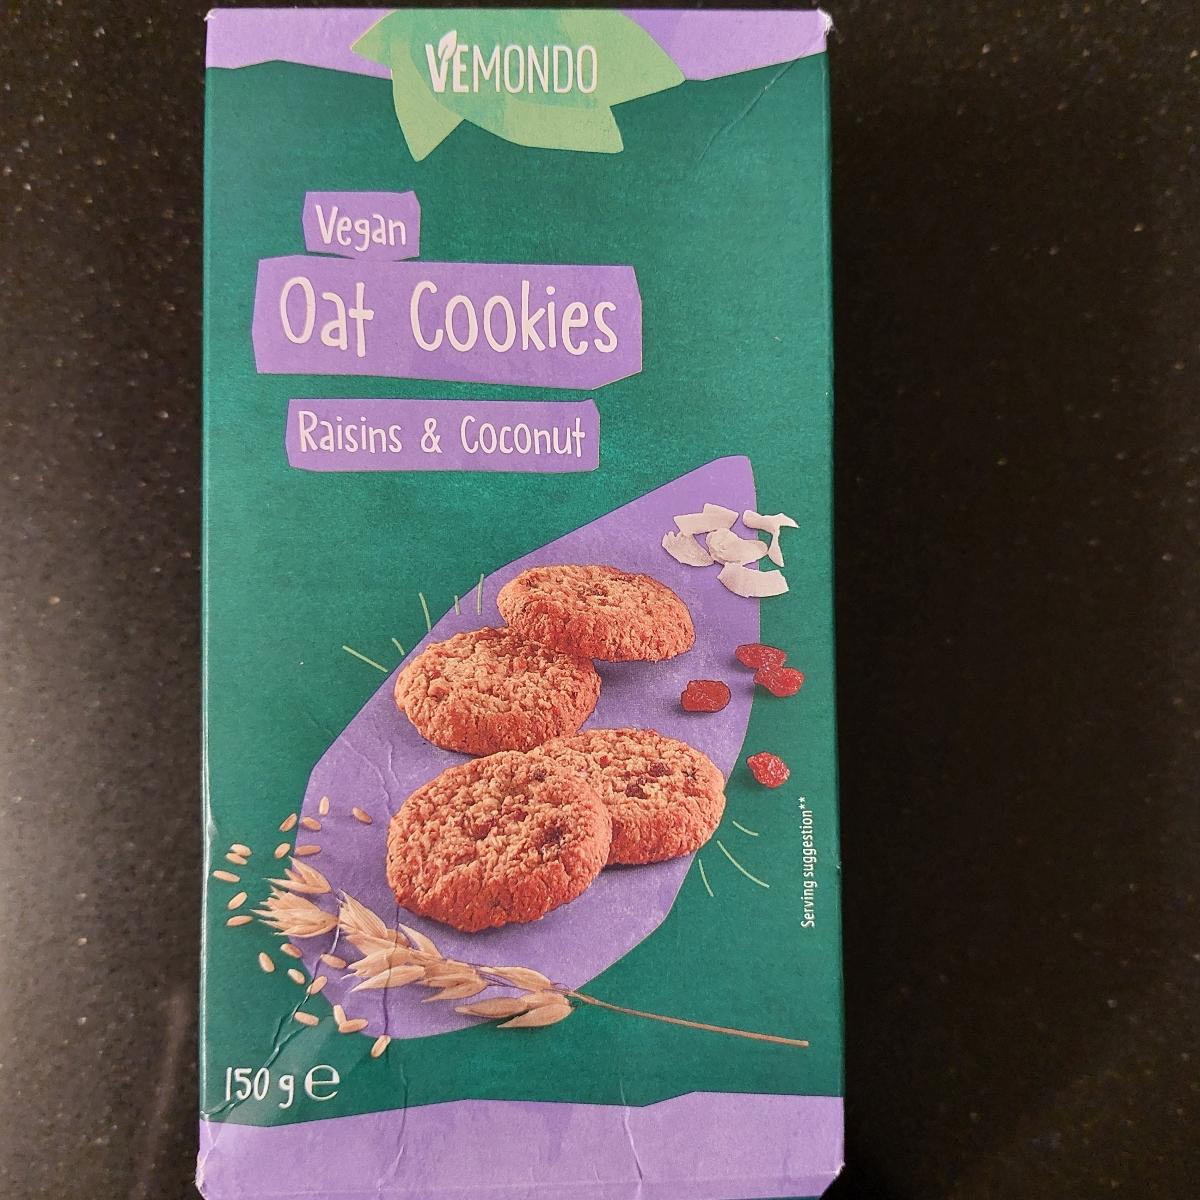 VEMONDO
Vegan
Oat Cookies
Raisins & Coconut
Serving suggestion**
150 g ℮